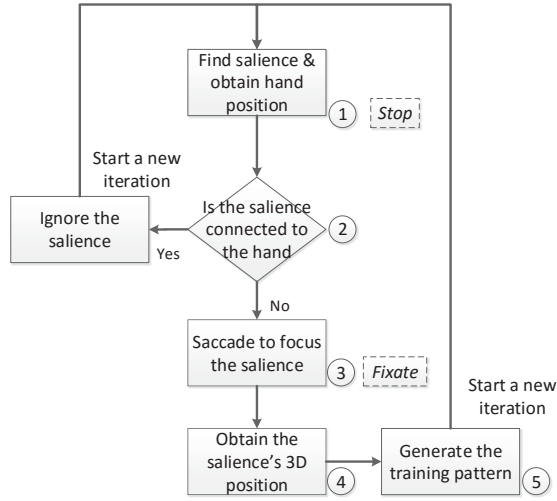 Find salience &
obtain hand
position
1
Stop
Start a new
iteration
Is the salience
connected to
the hand
2
Ignore the
salience
Yes
No
Saccade to focus
the salience
3
Fixate
Start a new
iteration
Obtain the
salience's 3D
position
4
Generate the
training pattern
5